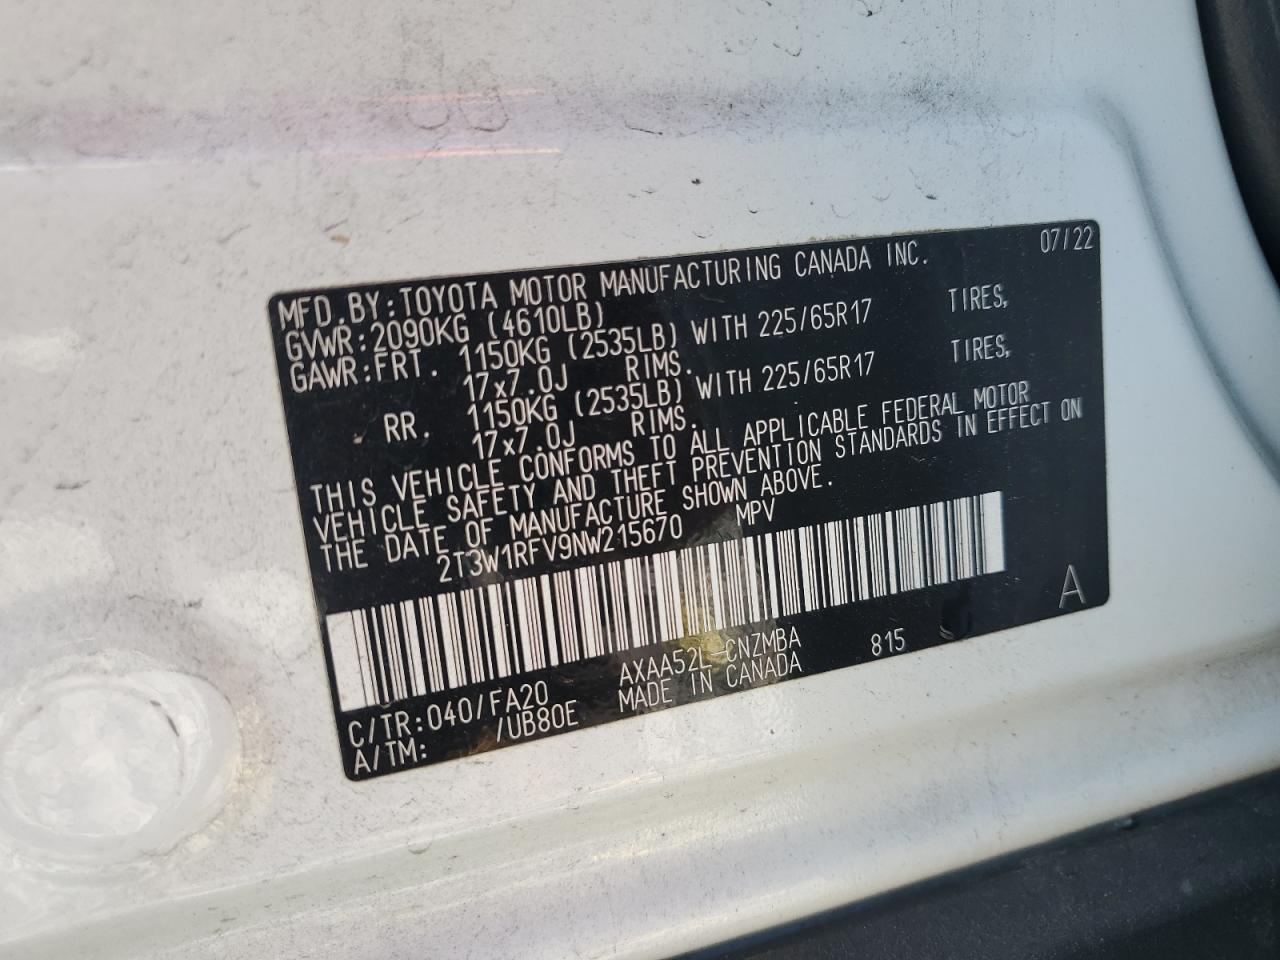 07/22
MFD.BY:TOYOTA MOTOR MANUFACTURING CANADA INC.
GVWR:2090KG (4610LB)
GAWR:FRT. 1150KG (2535LB) WITH 225/65R17 TIRES,
17x7.0J RIMS.
RR. 1150KG (2535LB) WITH 225/65R17 TIRES,
17x7.0J RIMS.
THIS VEHICLE CONFORMS TO ALL APPLICABLE FEDERAL MOTOR
VEHICLE SAFETY AND THEFT PREVENTION STANDARDS IN EFFECT ON
THE DATE OF MANUFACTURE SHOWN ABOVE.
2T3W1RFV9NW215670 MPV
A
C/TR:040/FA20 AXAA52L-CNZMBA 815
A/TM: /UB80E MADE IN CANADA